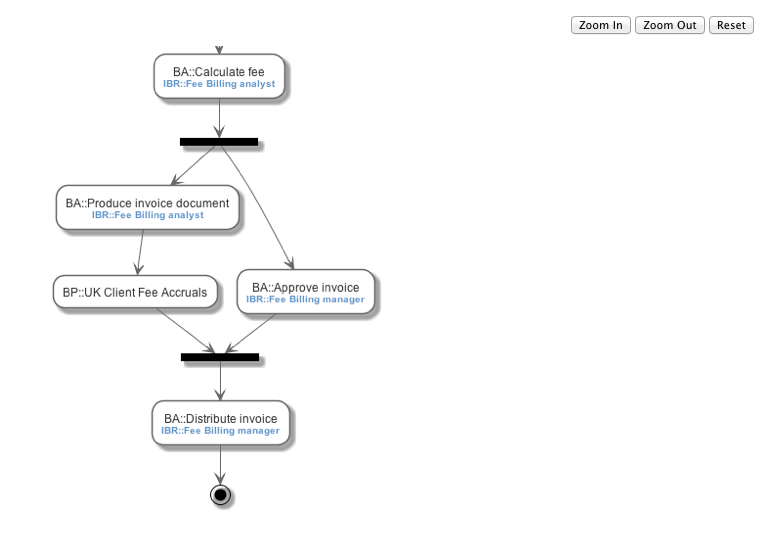 Zoom In
Zoom Out
Reset
BA::Calculate fee
IBR::Fee Billing analyst
BA::Produce invoice document
IBR::Fee Billing analyst
BP::UK Client Fee Accruals
BA::Approve invoice
IBR::Fee Billing manager
BA::Distribute invoice
IBR::Fee Billing manager